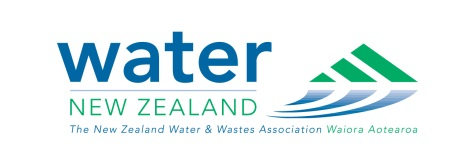 water
NEW ZEALAND
The New Zealand Water & Wastes Association Waiora Aotearoa